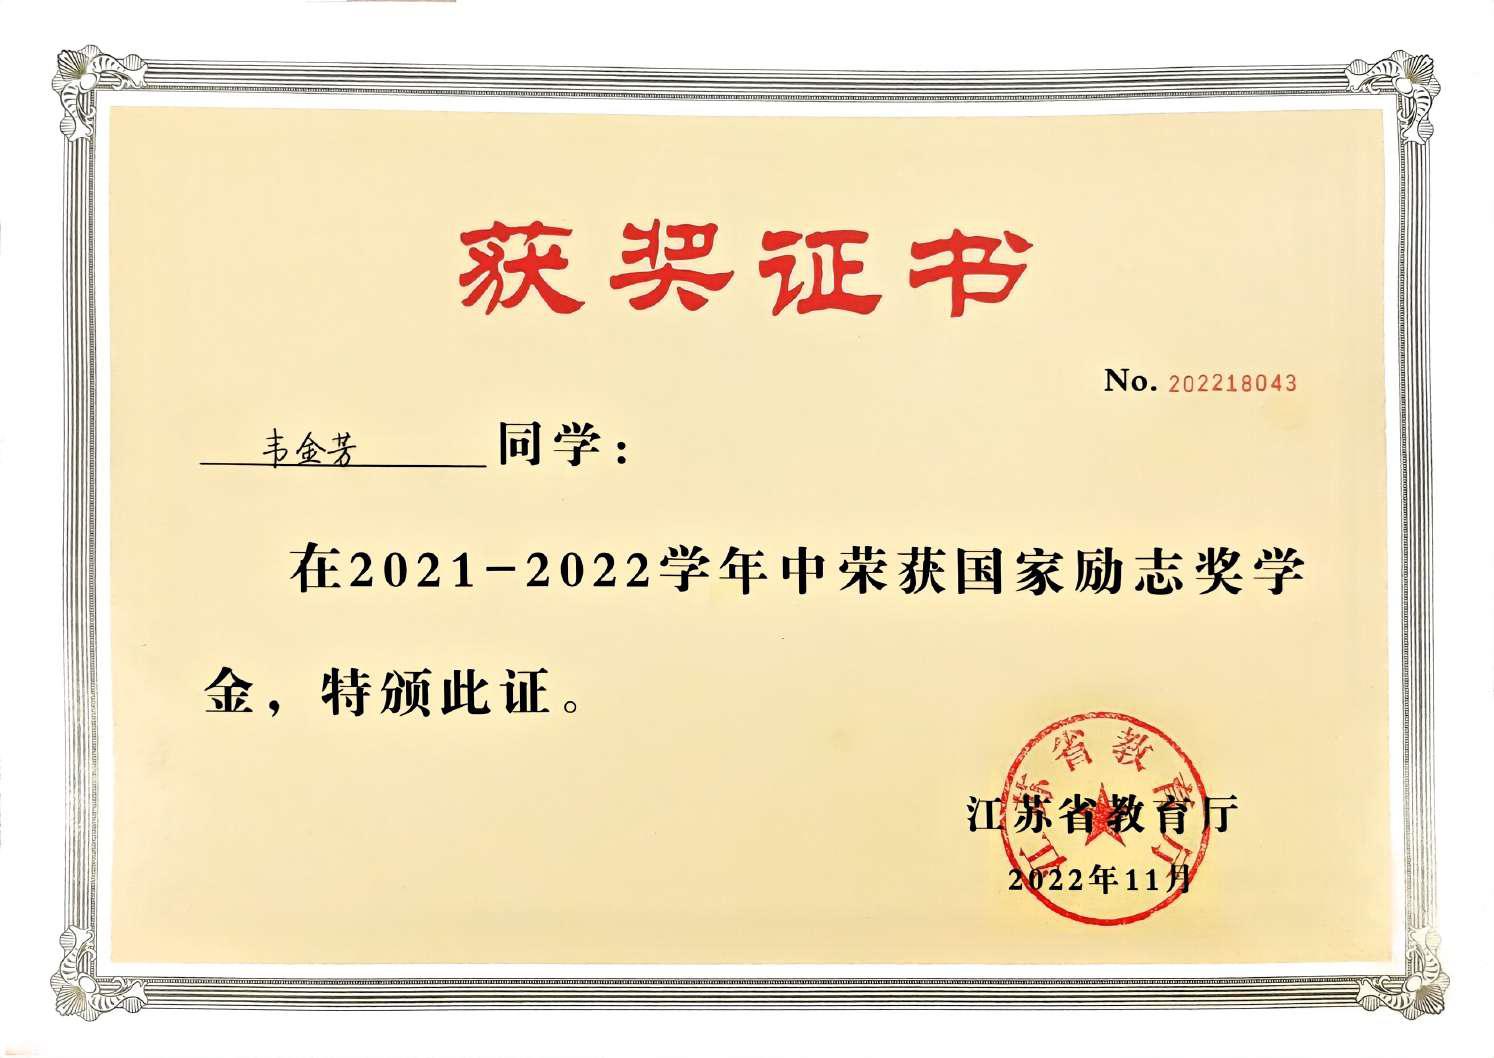 获奖证书
No. 202218043
韦金芳 同学：
在2021-2022学年中荣获国家励志奖学
金，特颁此证。
江苏省教育厅
江苏省教育厅
2022年11月